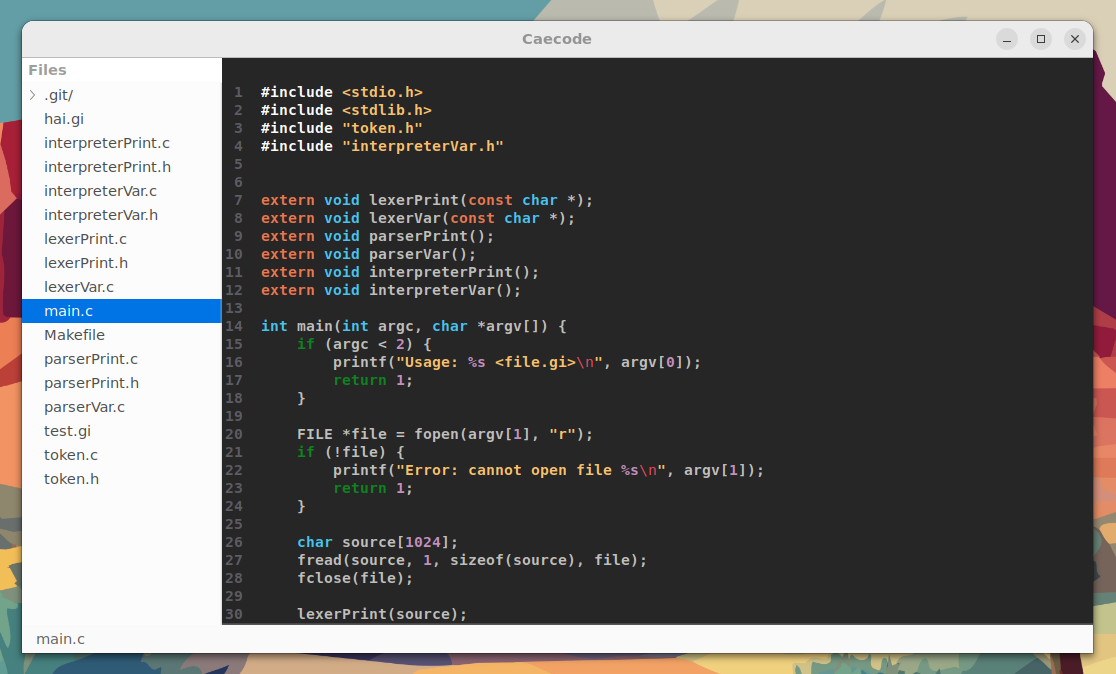 Caecode
Files
.git/
hai.gi
interpreterPrint.c
interpreterPrint.h
interpreterVar.c
interpreterVar.h
lexerPrint.c
lexerPrint.h
lexerVar.c
main.c
Makefile
parserPrint.c
parserPrint.h
parserVar.c
test.gi
token.c
token.h
1 #include <stdio.h>
2 #include <stdlib.h>
3 #include "token.h"
4 #include "interpreterVar.h"
5
6
7 extern void lexerPrint(const char *);
8 extern void lexerVar(const char *);
9 extern void parserPrint();
10 extern void parserVar();
11 extern void interpreterPrint();
12 extern void interpreterVar();
13
14 int main(int argc, char *argv[]) {
15     if (argc < 2) {
16         printf("Usage: %s <file.gi>\n", argv[0]);
17         return 1;
18     }
19
20     FILE *file = fopen(argv[1], "r");
21     if (!file) {
22         printf("Error: cannot open file %s\n", argv[1]);
23         return 1;
24     }
25
26     char source[1024];
27     fread(source, 1, sizeof(source), file);
28     fclose(file);
29
30     lexerPrint(source);
main.c